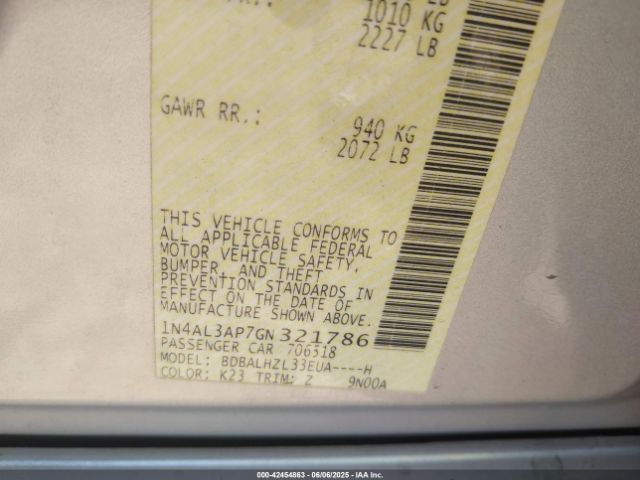 1010 KG
2227 LB
GAWR RR.:
940 KG
2072 LB
THIS VEHICLE CONFORMS TO
ALL APPLICABLE FEDERAL
MOTOR VEHICLE SAFETY,
BUMPER, AND THEFT
PREVENTION STANDARDS IN
EFFECT ON THE DATE OF
MANUFACTURE SHOWN ABOVE.
1N4AL3AP7GN321786
PASSENGER CAR 706518
MODEL: BDBALHZL33EUA----H
COLOR: K23 TRIM: Z 9N00A
000-42454863 - 06/06/2025 - IAA Inc.